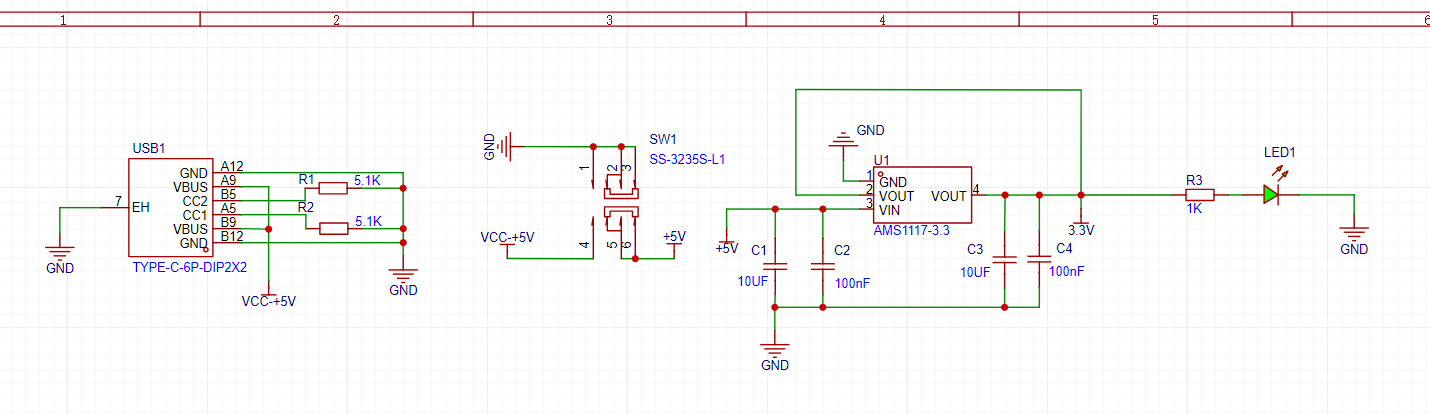 1 2 3 4 5 6
USB1
GND A12
VBUS A9
CC2 B5
CC1 A5
VBUS B9
GND B12
7 EH
TYPE-C-6P-DIP2X2
GND
R1 5.1K
R2 5.1K
GND
VCC-+5V
GND
SW1
SS-3235S-L1
1 2 3
4 5 6
VCC-+5V
+5V
GND
U1
1 GND
2 VOUT
3 VIN
VOUT 4
AMS1117-3.3
+5V
C1
10UF
C2
100nF
GND
C3
10UF
C4
100nF
3.3V
R3
1K
LED1
GND